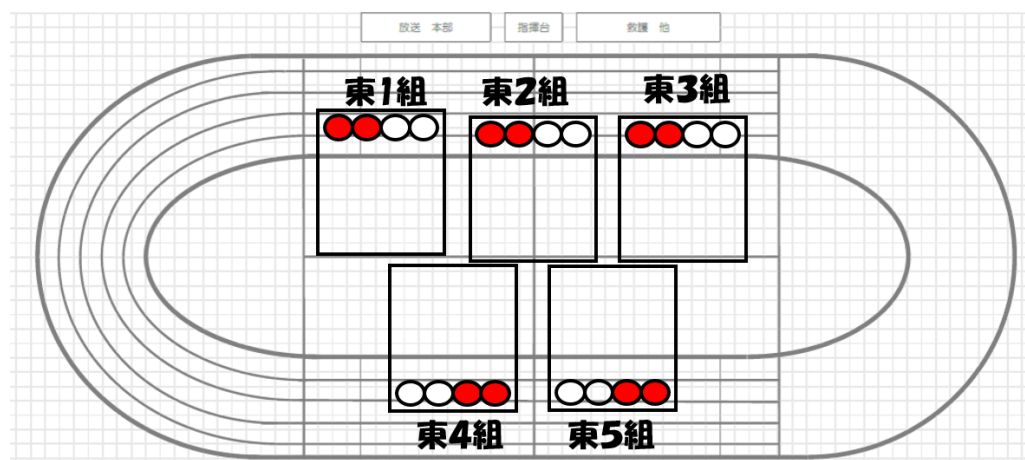 放送 本部
指揮台
救護 他
東1組
東2組
東3組
東4組
東5組